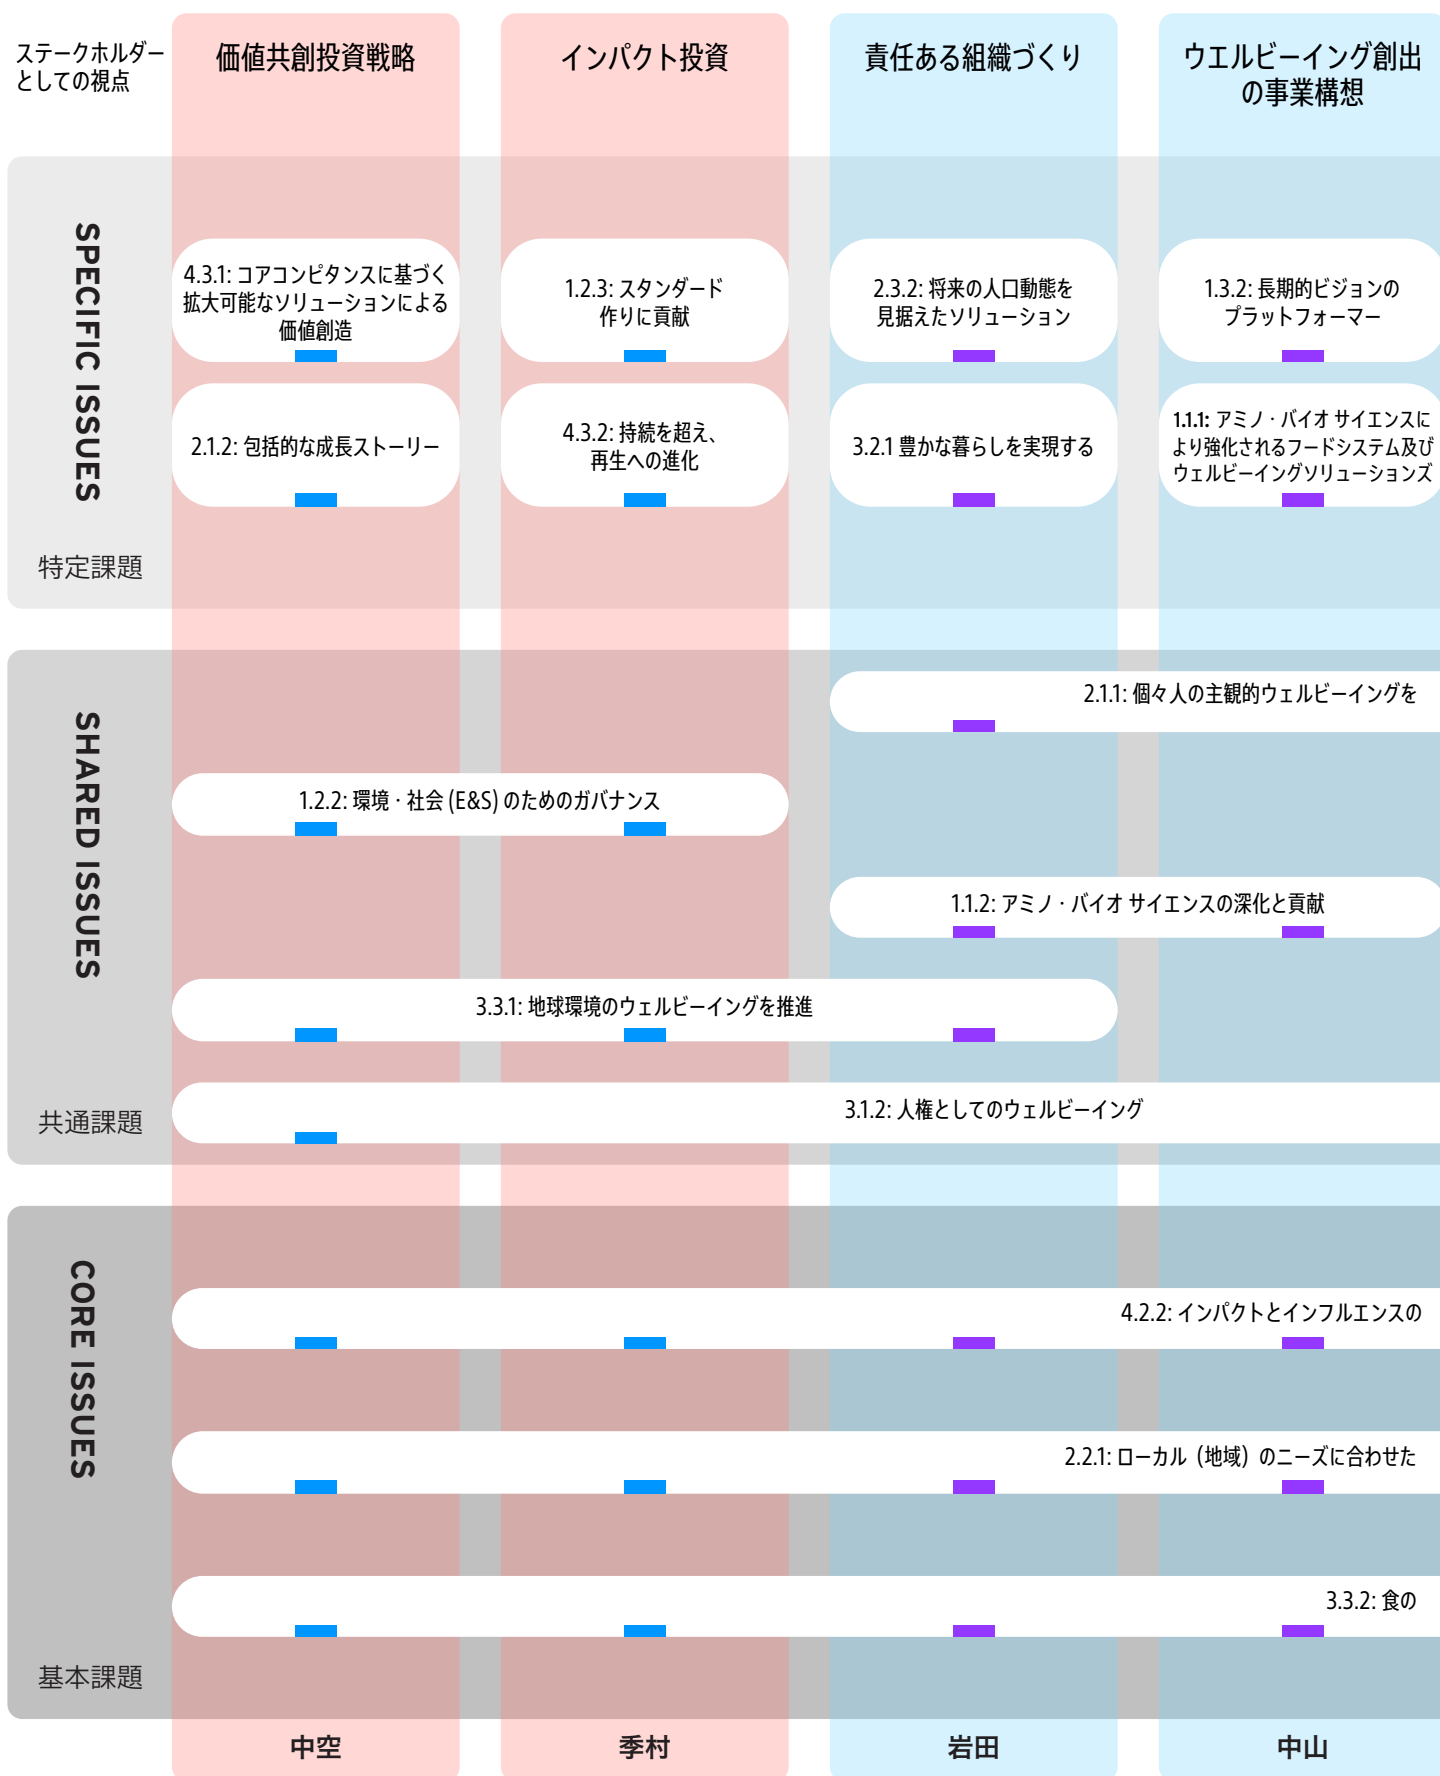 ステークホルダー
としての視点
価値共創投資戦略
インパクト投資
責任ある組織づくり
ウエルビーイング創出
の事業構想
SPECIFIC ISSUES
特定課題
4.3.1: コアコンピタンスに基づく
拡大可能なソリューションによる
価値創造
1.2.3: スタンダード
作りに貢献
2.3.2: 将来の人口動態を
見据えたソリューション
1.3.2: 長期的ビジョンの
プラットフォーマー
2.1.2: 包括的な成長ストーリー
4.3.2: 持続を超え、
再生への進化
3.2.1 豊かな暮らしを実現する
1.1.1: アミノ・バイオ サイエンスに
より強化されるフードシステム及び
ウェルビーイングソリューションズ
SHARED ISSUES
共通課題
2.1.1: 個々人の主観的ウェルビーイングを
1.2.2: 環境・社会 (E&S) のためのガバナンス
1.1.2: アミノ・バイオ サイエンスの深化と貢献
3.3.1: 地球環境のウェルビーイングを推進
3.1.2: 人権としてのウェルビーイング
CORE ISSUES
基本課題
4.2.2: インパクトとインフルエンスの
2.2.1: ローカル（地域）のニーズに合わせた
3.3.2: 食の
中空
季村
岩田
中山